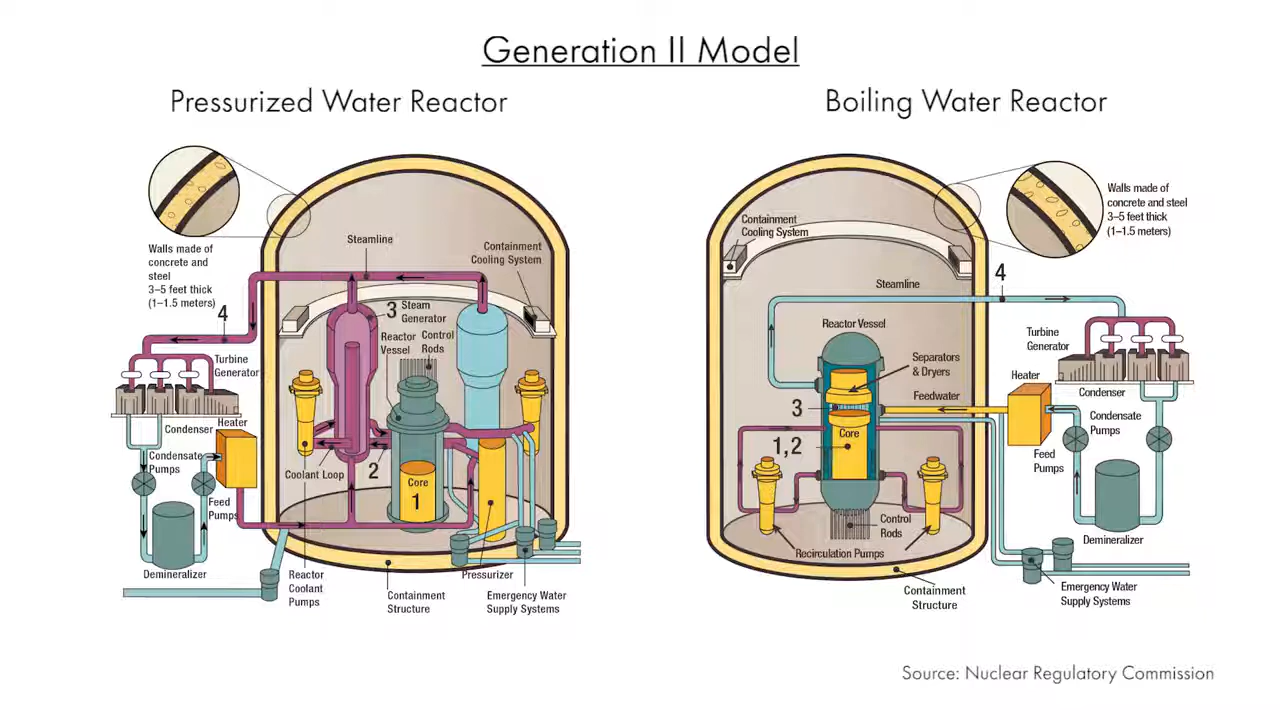 Generation II Model
Pressurized Water Reactor
Walls made of
concrete and
steel
3–5 feet thick
(1–1.5 meters)
4
Steamline
Containment
Cooling System
3
Steam
Generator
Reactor
Vessel
Control
Rods
Turbine
Generator
Condenser
Heater
Condensate
Pumps
Feed
Pumps
Coolant Loop
2
Core
1
Demineralizer
Reactor
Coolant
Pumps
Containment
Structure
Pressurizer
Emergency Water
Supply Systems
Boiling Water Reactor
Walls made of
concrete and steel
3–5 feet thick
(1–1.5 meters)
Containment
Cooling System
Steamline
4
Reactor Vessel
Separators
& Dryers
Feedwater
3
Core
1,2
Turbine
Generator
Heater
Condenser
Condensate
Pumps
Feed
Pumps
Control
Rods
Recirculation Pumps
Demineralizer
Containment
Structure
Emergency Water
Supply Systems
Source: Nuclear Regulatory Commission